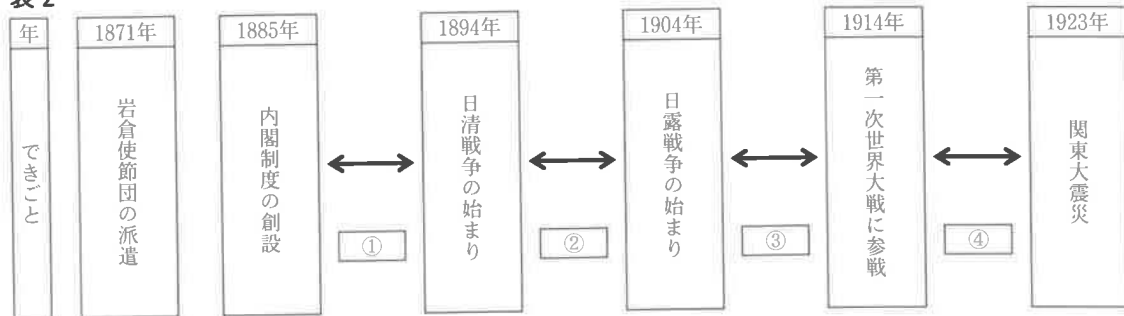 表2
年
できごと
1871年
岩倉使節団の派遣
1885年
内閣制度の創設
①
1894年
日清戦争の始まり
②
1904年
日露戦争の始まり
③
1914年
第一次世界大戦に参戦
④
1923年
関東大震災